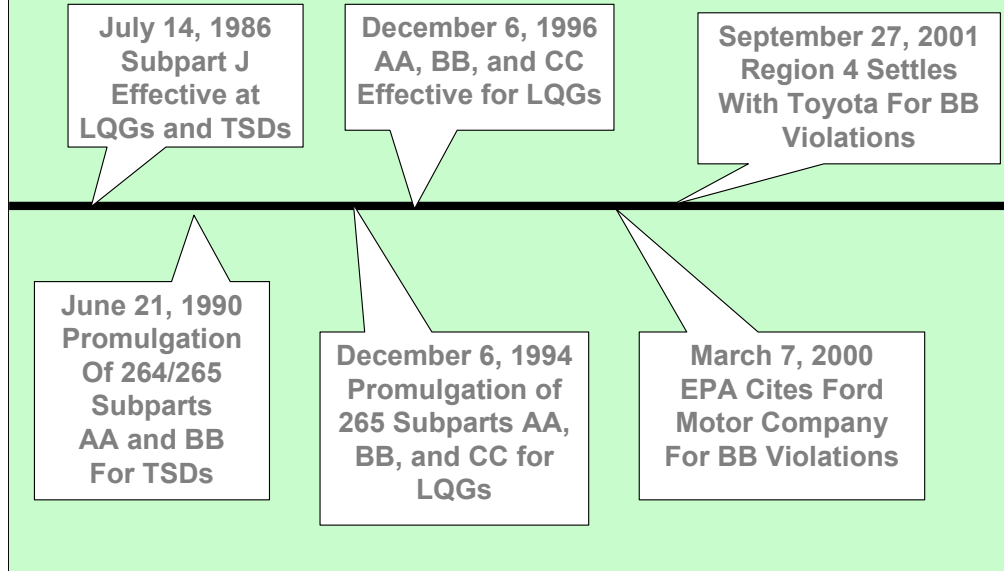 July 14, 1986
Subpart J
Effective at
LQGs and TSDs
December 6, 1996
AA, BB, and CC
Effective for LQGs
September 27, 2001
Region 4 Settles
With Toyota For BB
Violations
June 21, 1990
Promulgation
Of 264/265
Subparts
AA and BB
For TSDs
December 6, 1994
Promulgation of
265 Subparts AA,
BB, and CC for
LQGs
March 7, 2000
EPA Cites Ford
Motor Company
For BB Violations